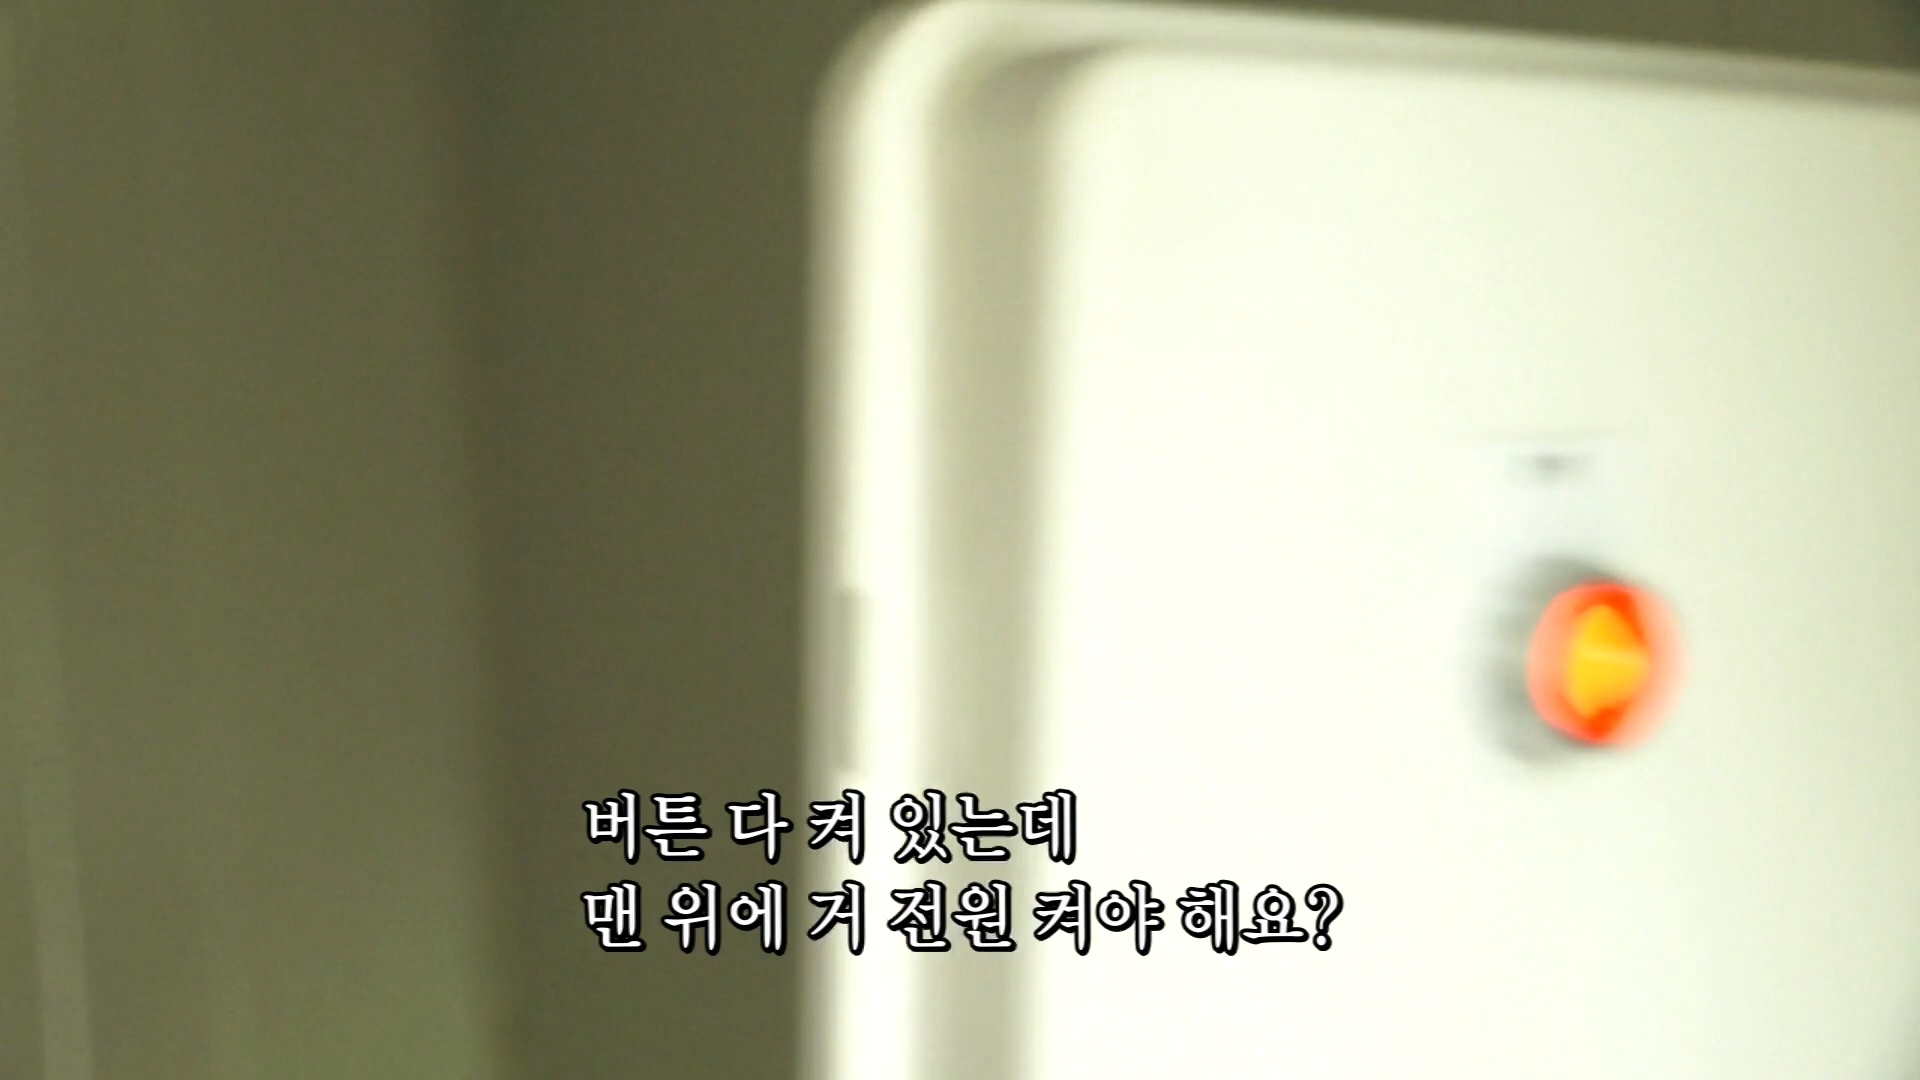 버튼 다 켜 있는데
맨 위에 거 전원 켜야 해요?